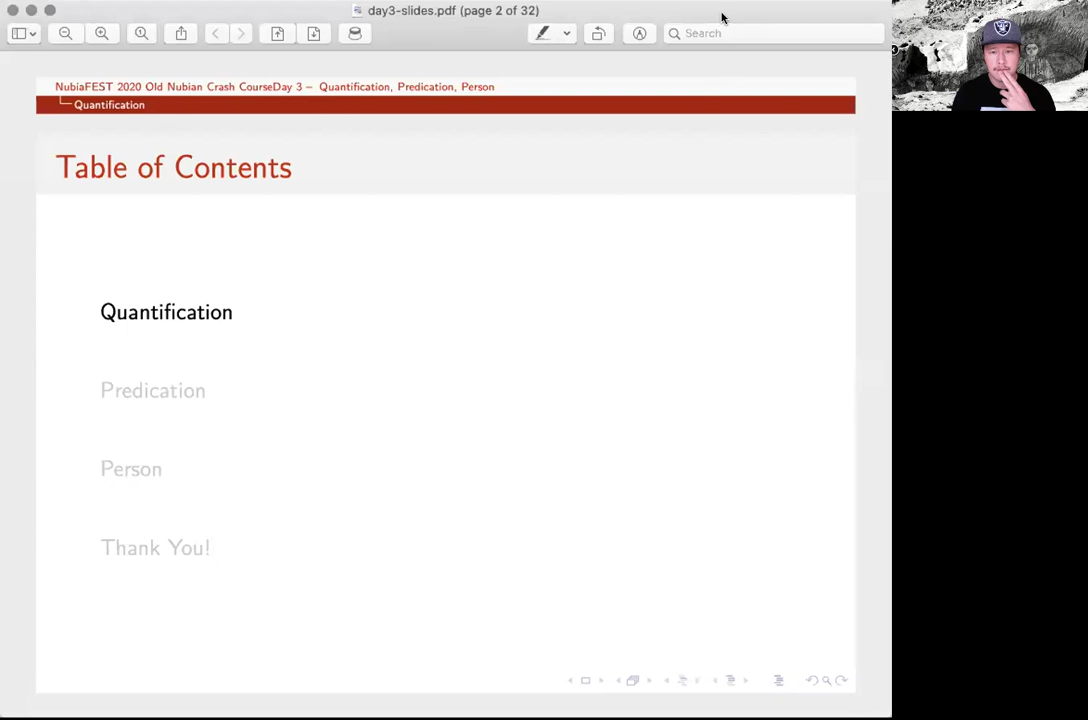 day3-slides.pdf (page 2 of 32)
Search
NubiaFEST 2020 Old Nubian Crash CourseDay 3 – Quantification, Predication, Person
Quantification
Table of Contents
Quantification
Predication
Person
Thank You!